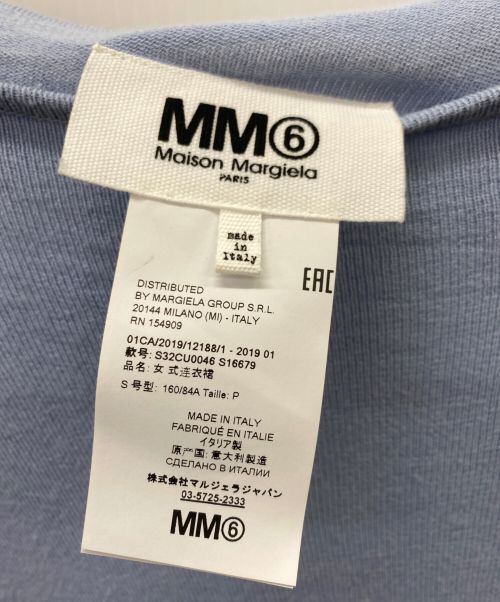 MM⑥
Maison Margiela
PARIS
made
in
Italy
EAC
DISTRIBUTED
BY MARGIELA GROUP S.R.L.
20144 MILANO (MI) - ITALY
RN 154909
01CA/2019/12188/1 - 2019 01
款号: S32CU0046 S16679
品名: 女 式连衣裙
S 号型: 160/84A Taille: P
MADE IN ITALY
FABRIQUÉ EN ITALIE
イタリア製
原产国: 意大利製造
СДЕЛАНО В ИТАЛИИ
株式会社マルジェラジャパン
03-5725-2333
MM⑥